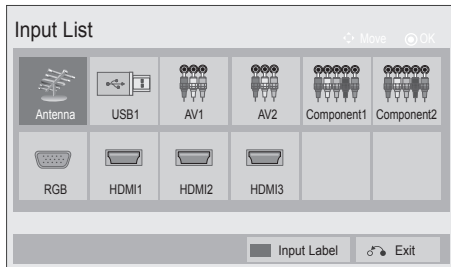 Input List
Move OK
Antenna USB1 AV1 AV2 Component1 Component2
RGB HDMI1 HDMI2 HDMI3
Input Label Exit